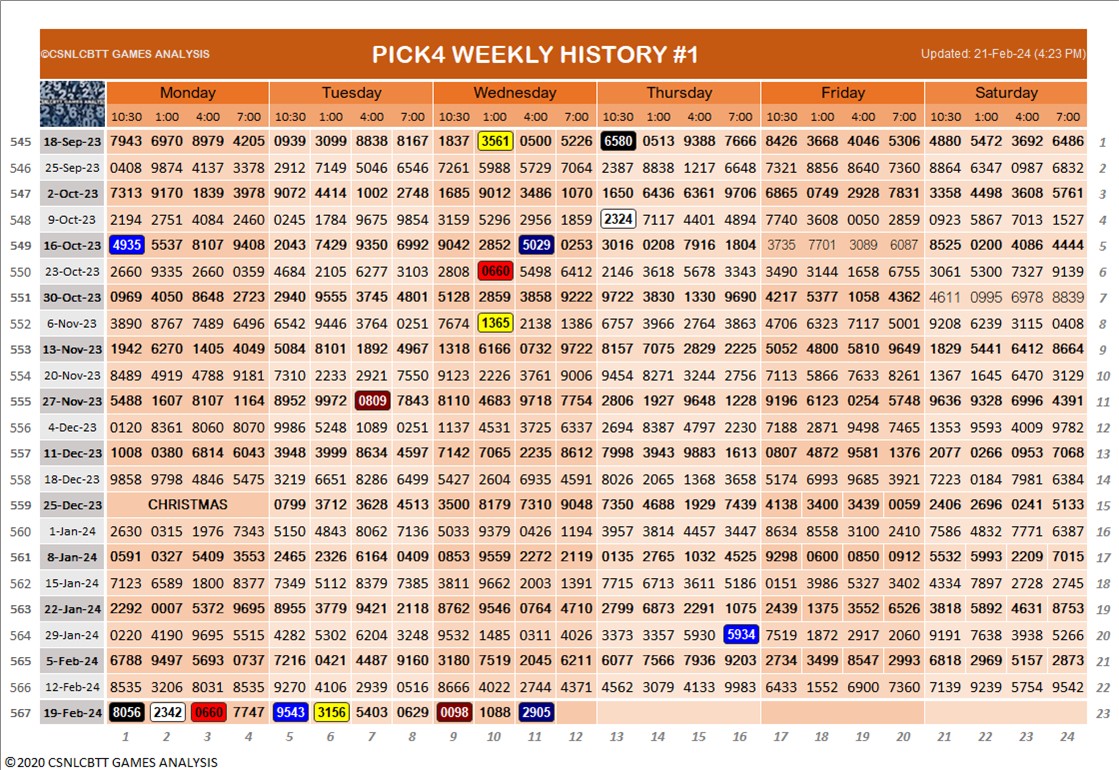 ©CSNLCBTT GAMES ANALYSIS PICK4 WEEKLY HISTORY #1 Updated: 21-Feb-24 (4:23 PM)
Monday Tuesday Wednesday Thursday Friday Saturday
10:30 1:00 4:00 7:00 10:30 1:00 4:00 7:00 10:30 1:00 4:00 7:00 10:30 1:00 4:00 7:00 10:30 1:00 4:00 7:00 10:30 1:00 4:00 7:00
545 18-Sep-23 7943 6970 8979 4205 0939 3099 8838 8167 1837 3561 0500 5226 6580 0513 9388 7666 8426 3668 4046 5306 4880 5472 3692 6486 1
546 25-Sep-23 0408 9874 4137 3378 2912 7149 5046 6546 7261 5988 5729 7064 2387 8838 1217 6648 7321 8856 8640 7360 8864 6347 0987 6832 2
547 2-Oct-23 7313 9170 1839 3978 9072 4414 1002 2748 1685 9012 3486 1070 1650 6436 6361 9706 6865 0749 2928 7831 3358 4498 3608 5761 3
548 9-Oct-23 2194 2751 4084 2460 0245 1784 9675 9854 3159 5296 2956 1859 2324 7117 4401 4894 7740 3608 0050 2859 0923 5867 7013 1527 4
549 16-Oct-23 4935 5537 8107 9408 2043 7429 9350 6992 9042 2852 5029 0253 3016 0208 7916 1804 3735 7701 3089 6087 8525 0200 4086 4444 5
550 23-Oct-23 2660 9335 2660 0359 4684 2105 6277 3103 2808 0660 5498 6412 2146 3618 5678 3343 3490 3144 1658 6755 3061 5300 7327 9139 6
551 30-Oct-23 0969 4050 8648 2723 2940 9555 3745 4801 5128 2859 3858 9222 9722 3830 1330 9690 4217 5377 1058 4362 4611 0995 6978 8839 7
552 6-Nov-23 3890 8767 7489 6496 6542 9446 3764 0251 7674 1365 2138 1386 6758 3966 2764 3863 4706 6323 7117 5001 9208 6239 3115 0408 8
553 13-Nov-23 1942 6270 1405 4049 5084 8101 1892 4967 1318 6166 0732 9722 8157 7075 2829 2225 5052 4800 5810 9649 1829 5441 6412 8664 9
554 20-Nov-23 8489 4919 4788 9181 7310 2233 2921 7550 9123 2226 3761 9006 9454 8271 3244 2756 7113 5866 7633 8261 1367 1645 6470 3129 10
555 27-Nov-23 5488 1607 8107 1164 8952 9972 0809 7843 8110 4683 9718 7754 2806 1927 9648 1228 9196 6123 0254 5748 9636 9328 6996 4391 11
556 4-Dec-23 0120 8361 8060 8070 9986 5248 1089 0251 1137 4531 3725 6337 2694 8387 4797 2230 7188 2871 9498 7465 1353 9593 4009 9782 12
557 11-Dec-23 1008 0380 6814 6043 3948 3999 8634 4597 7142 7065 2235 8612 7998 3943 9883 1613 0807 4872 9581 1376 2077 0266 0953 7068 13
558 18-Dec-23 9858 9798 4846 5475 3219 6651 8286 6499 5427 2604 6935 4591 8026 2065 1368 3658 5174 6993 9685 3921 7223 0184 7981 6384 14
559 25-Dec-23 CHRISTMAS 0799 3712 3628 4513 3500 8179 7310 9048 7350 4688 1929 7439 4138 3400 3439 0059 2406 2696 0241 5133 15
560 1-Jan-24 2630 0315 1976 7343 5150 4843 8062 7136 5033 9379 0426 1194 3957 3814 4457 3447 8634 8558 3100 2410 7586 4832 7771 6387 16
561 8-Jan-24 0591 0327 5409 3553 2465 2326 6164 0409 0853 9559 2272 2119 0135 2765 1032 4525 9298 0600 0850 0912 5532 5993 2209 7015 17
562 15-Jan-24 7123 6589 1800 8377 7349 5112 8379 7385 3811 9662 2003 1391 7715 6713 3611 5186 0151 3986 5327 3402 4334 7897 2728 2745 18
563 22-Jan-24 2292 0007 5372 9695 8955 3779 9421 2118 8762 9546 0764 4710 2799 6873 2291 1075 2439 1375 3552 6526 3818 5892 4631 8753 19
564 29-Jan-24 0220 4190 9695 5515 4282 5302 6204 3248 9532 1485 0311 4026 3373 3357 5930 5934 7519 1872 2917 2060 9191 7638 3938 5266 20
565 5-Feb-24 6788 9497 5693 0737 7216 0421 4487 9160 3180 7519 2045 6211 6077 7566 7936 9203 2734 3499 8547 2993 6818 2969 5157 2873 21
566 12-Feb-24 8535 3206 8031 8535 9270 4106 2939 0516 8666 4022 2744 4371 4562 3079 4133 9983 6433 1552 6900 7360 7139 9239 5754 9542 22
567 19-Feb-24 8056 2342 0660 7747 9543 3156 5403 0629 0098 1088 2905 23
1 2 3 4 5 6 7 8 9 10 11 12 13 14 15 16 17 18 19 20 21 22 23 24
©2020 CSNLCBTT GAMES ANALYSIS